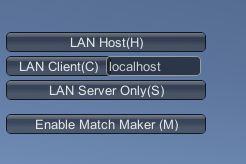 LAN Host(H)
LAN Client(C) localhost
LAN Server Only(S)
Enable Match Maker (M)